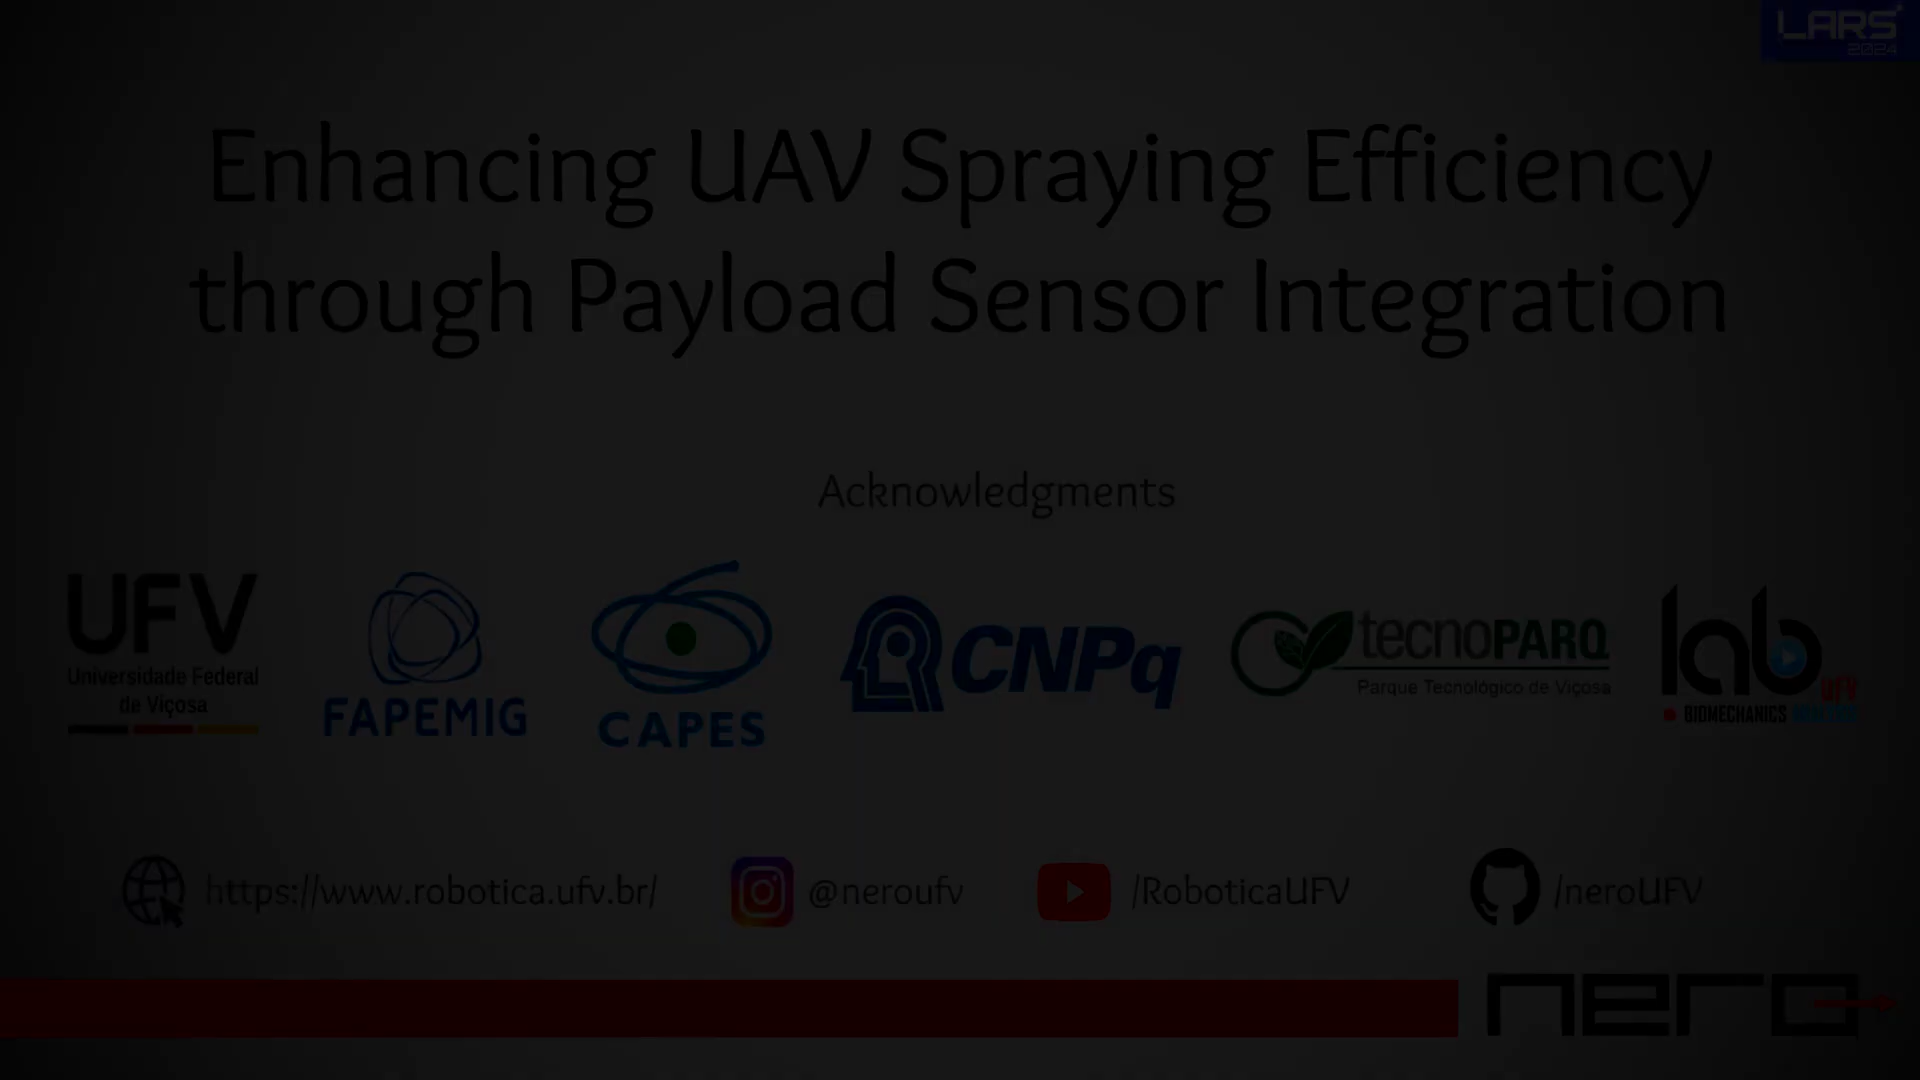 LARS
2024
Enhancing UAV Spraying Efficiency
through Payload Sensor Integration
Acknowledgments
UFV
Universidade Federal
de Viçosa
FAPEMIG
CAPES
CNPq
tecnoPARQ
Parque Tecnológico de Viçosa
lab
UFV
BIOMECHANICS
https://www.robotica.ufv.br/
@neroufv
/RoboticaUFV
/neroUFV
nero